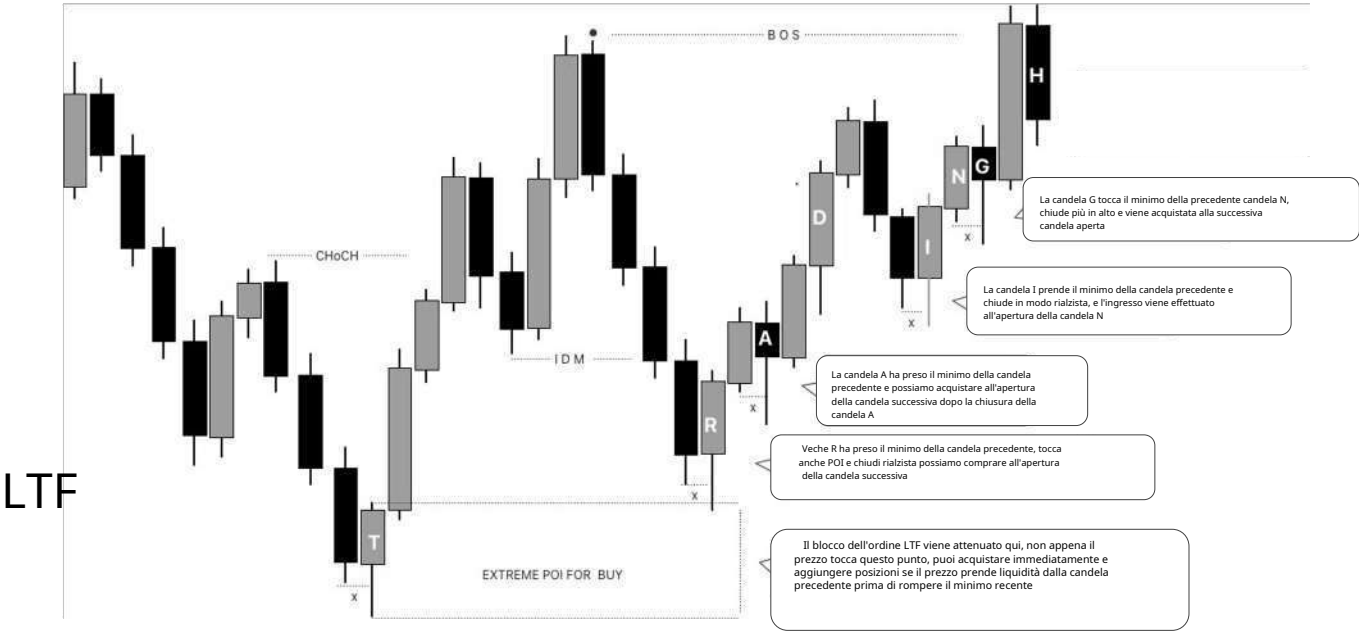 B O S
H
N
G
La candela G tocca il minimo della precedente candela N,
chiude più in alto e viene acquistata alla successiva
candela aperta
D
x
I
CHoCH
La candela I prende il minimo della candela precedente e
chiude in modo rialzista, e l'ingresso viene effettuato
all'apertura della candela N
x
A
I D M
La candela A ha preso il minimo della candela
precedente e possiamo acquistare all'apertura
della candela successiva dopo la chiusura della
candela A
x
R
Veche R ha preso il minimo della candela precedente, tocca
anche POI e chiudi rialzista possiamo comprare all'apertura
della candela successiva
LTF
x
T
Il blocco dell'ordine LTF viene attenuato qui, non appena il
prezzo tocca questo punto, puoi acquistare immediatamente e
aggiungere posizioni se il prezzo prende liquidità dalla candela
precedente prima di rompere il minimo recente
EXTREME POI FOR BUY
x